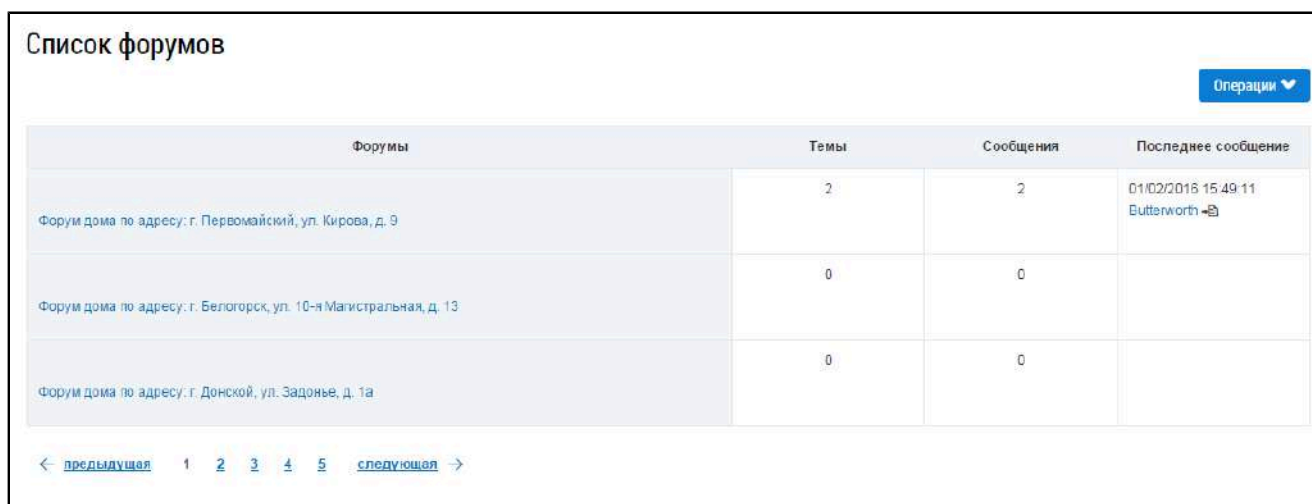 Список форумов
Операции
Форумы Темы Сообщения Последнее сообщение
2 2 01/02/2016 15:49:11
Butterworth
Форум дома по адресу: г. Первомайский, ул. Кирова, д. 9
0 0
Форум дома по адресу: г. Белогорск, ул. 10-я Магистральная, д. 13
0 0
Форум дома по адресу: г. Донской, ул. Задонье, д. 1а
← предыдущая 1 2 3 4 5 следующая →